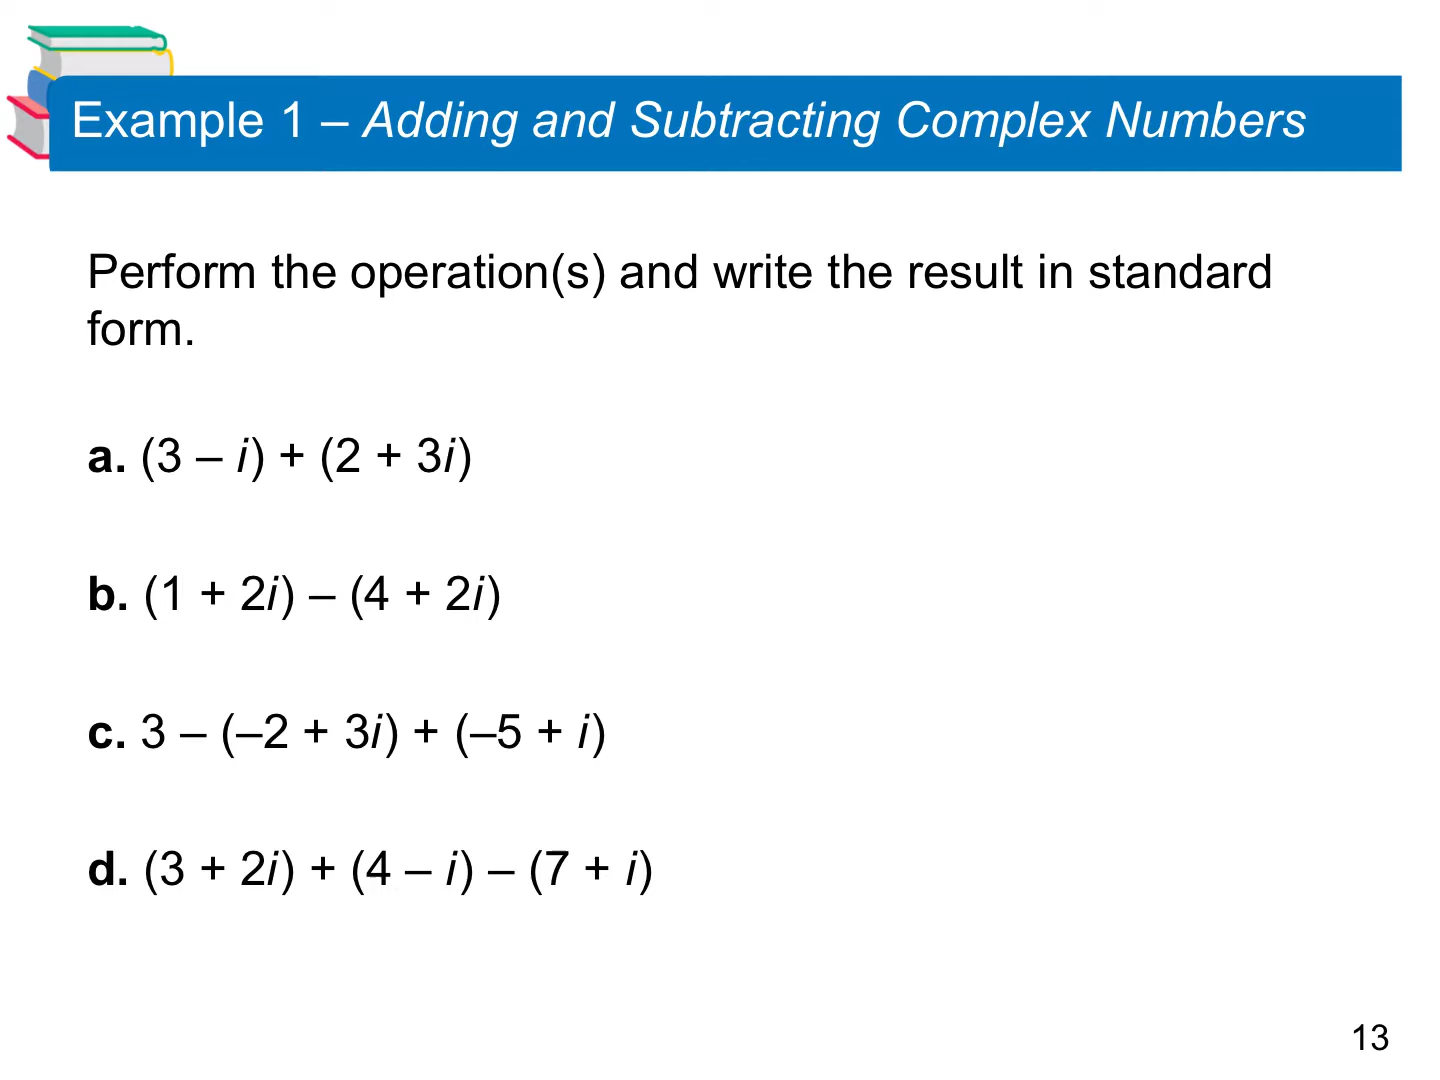 Example 1 – Adding and Subtracting Complex Numbers
Perform the operation(s) and write the result in standard
form.
a. (3 – i) + (2 + 3i)
b. (1 + 2i) – (4 + 2i)
c. 3 – (–2 + 3i) + (–5 + i)
d. (3 + 2i) + (4 – i) – (7 + i)
13